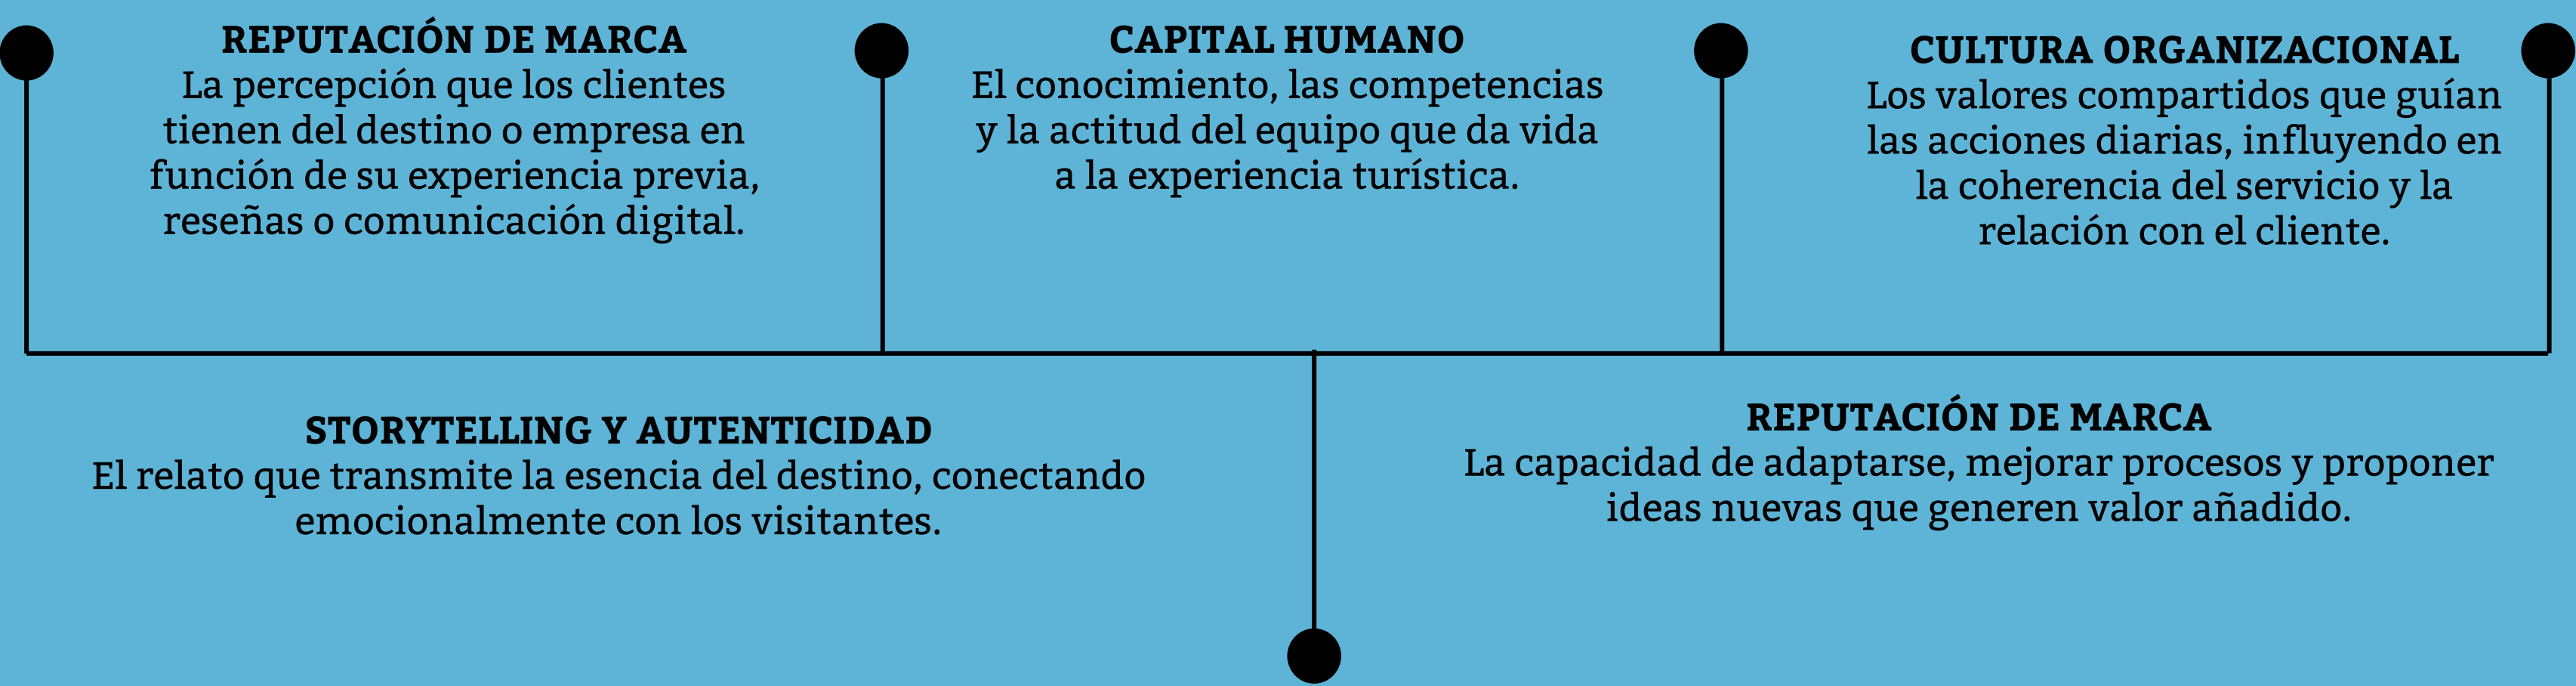 REPUTACIÓN DE MARCA
La percepción que los clientes
tienen del destino o empresa en
función de su experiencia previa,
reseñas o comunicación digital.
CAPITAL HUMANO
El conocimiento, las competencias
y la actitud del equipo que da vida
a la experiencia turística.
CULTURA ORGANIZACIONAL
Los valores compartidos que guían
las acciones diarias, influyendo en
la coherencia del servicio y la
relación con el cliente.
STORYTELLING Y AUTENTICIDAD
El relato que transmite la esencia del destino, conectando
emocionalmente con los visitantes.
REPUTACIÓN DE MARCA
La capacidad de adaptarse, mejorar procesos y proponer
ideas nuevas que generen valor añadido.